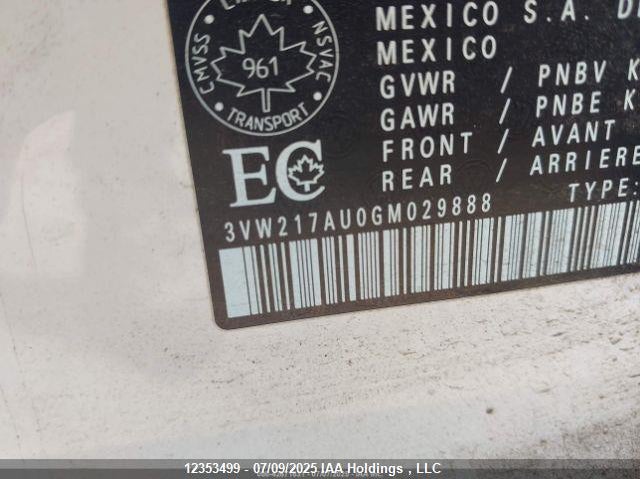 CMVSS
NSVAC
961
TRANSPORT
EC
MEXICO S.A. D
MEXICO
GVWR / PNBV K
GAWR / PNBE K
FRONT / AVANT
REAR / ARRIERE
TYPE:
3VW217AU0GM029888
12353499 - 07/09/2025 IAA Holdings , LLC